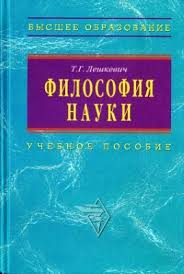 ВЫСШЕЕ ОБРАЗОВАНИЕ
Т.Г. Лешкевич
ФИЛОСОФИЯ
НАУКИ
УЧЕБНОЕ ПОСОБИЕ